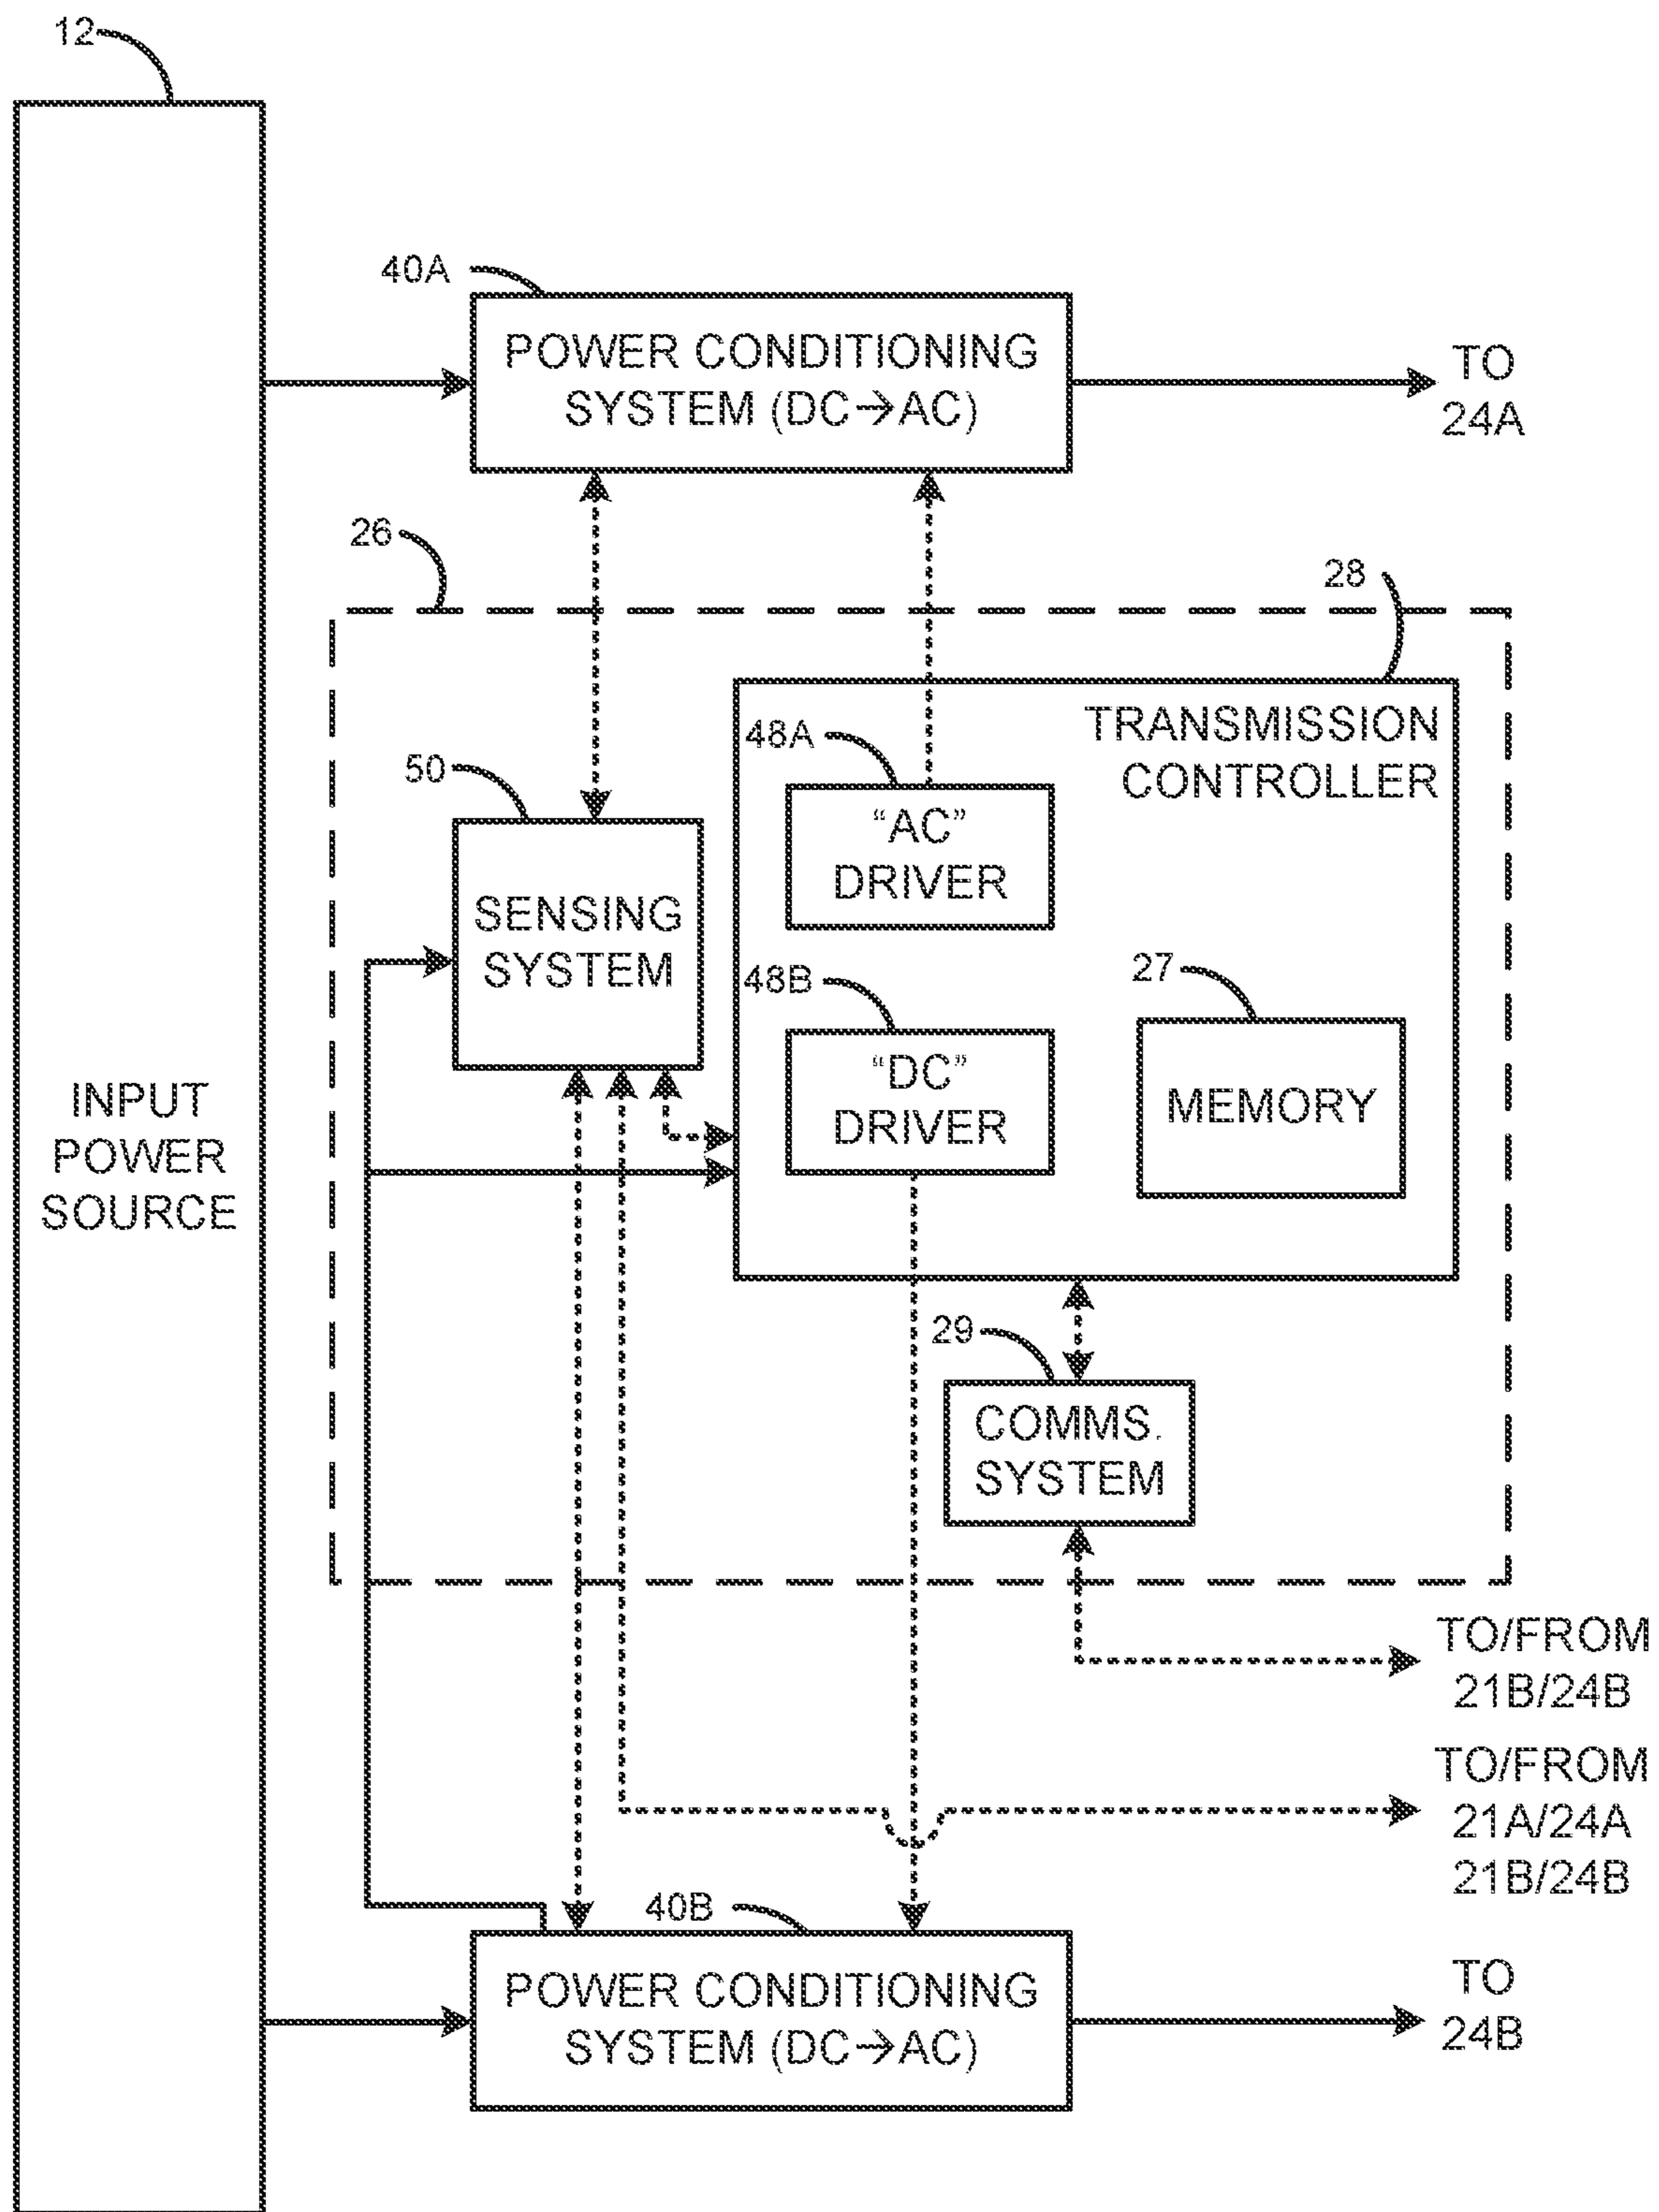 12
40A
POWER CONDITIONING
SYSTEM (DC→AC)
TO
24A
26
28
TRANSMISSION
CONTROLLER
48A
50
"AC"
DRIVER
SENSING
SYSTEM
48B
27
"DC"
DRIVER
MEMORY
INPUT
POWER
SOURCE
29
COMMS.
SYSTEM
TO/FROM
21B/24B
TO/FROM
21A/24A
21B/24B
40B
POWER CONDITIONING
SYSTEM (DC→AC)
TO
24B